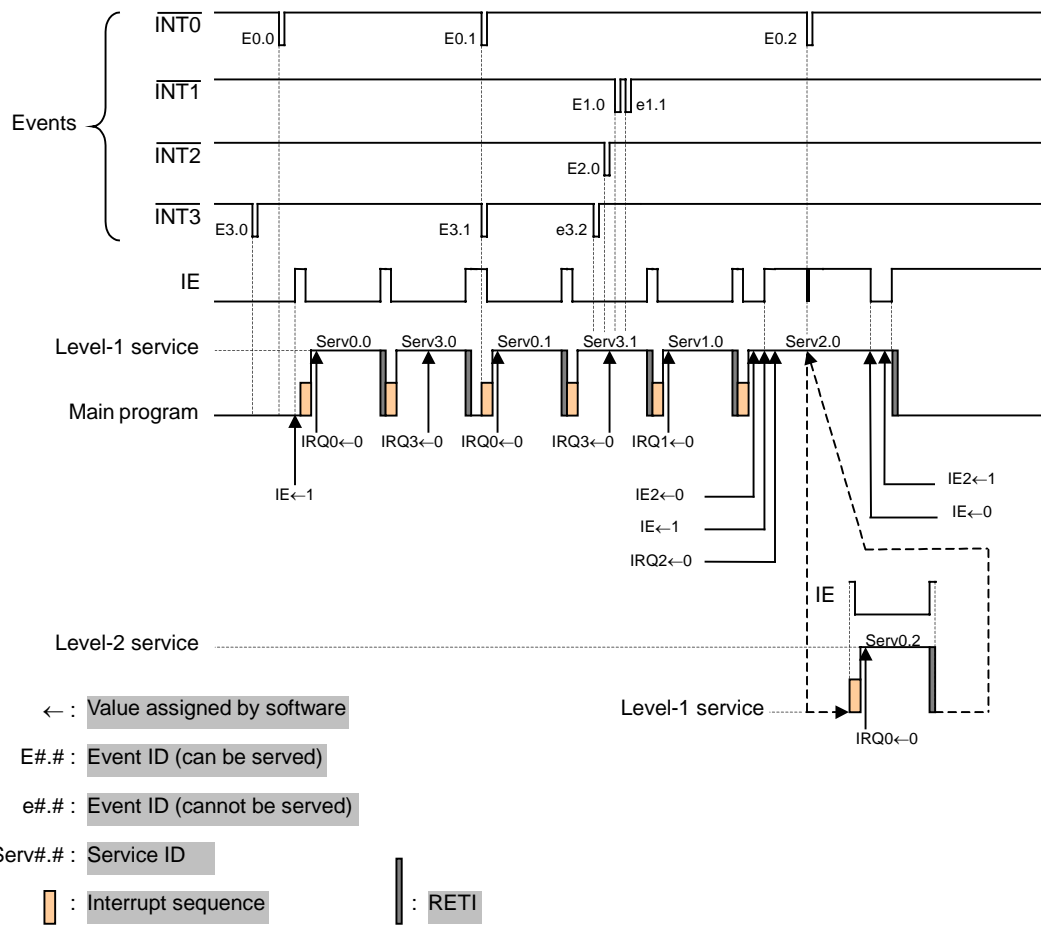 INT0
E0.0
E0.1
E0.2
INT1
E1.0
e1.1
Events
INT2
E2.0
INT3
E3.0
E3.1
e3.2
IE
Level-1 service
Serv0.0
Serv3.0
Serv0.1
Serv3.1
Serv1.0
Serv2.0
Main program
IRQ0←0
IRQ3←0
IRQ0←0
IRQ3←0
IRQ1←0
IE←1
IE2←0
IE2←1
IE←1
IE←0
IRQ2←0
IE
Level-2 service
Serv0.2
Level-1 service
IRQ0←0
← : Value assigned by software
E#.# : Event ID (can be served)
e#.# : Event ID (cannot be served)
Serv#.# : Service ID
: Interrupt sequence
: RETI